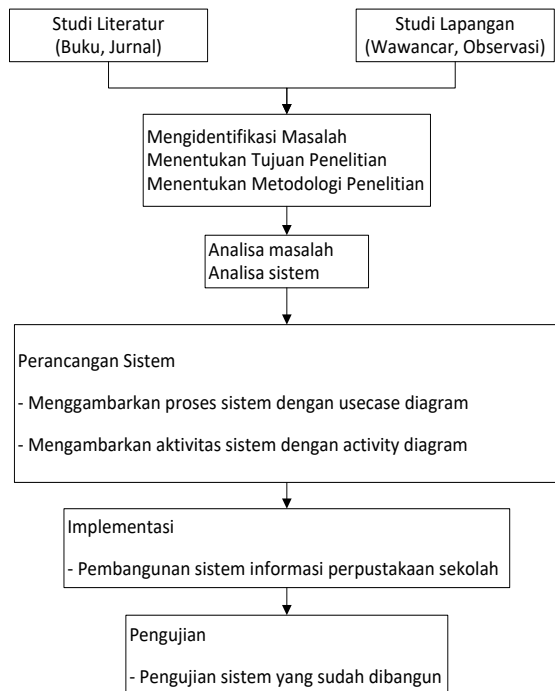 Studi Literatur
(Buku, Jurnal)
Studi Lapangan
(Wawancar, Observasi)
Mengidentifikasi Masalah
Menentukan Tujuan Penelitian
Menentukan Metodologi Penelitian
Analisa masalah
Analisa sistem
Perancangan Sistem
- Menggambarkan proses sistem dengan usecase diagram
- Mengambarkan aktivitas sistem dengan activity diagram
Implementasi
- Pembangunan sistem informasi perpustakaan sekolah
Pengujian
- Pengujian sistem yang sudah dibangun